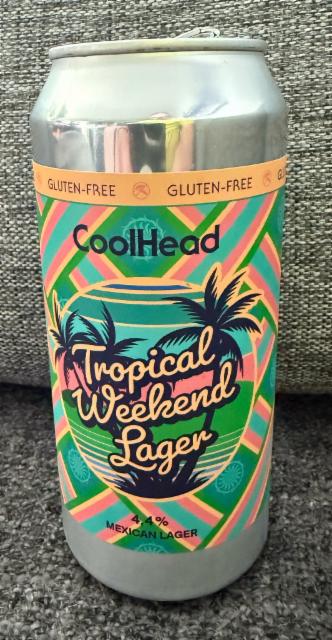 GLUTEN-FREE GLUTEN-FREE
CoolHead
Tropical
Weekend
Lager
4,4%
MEXICAN LAGER